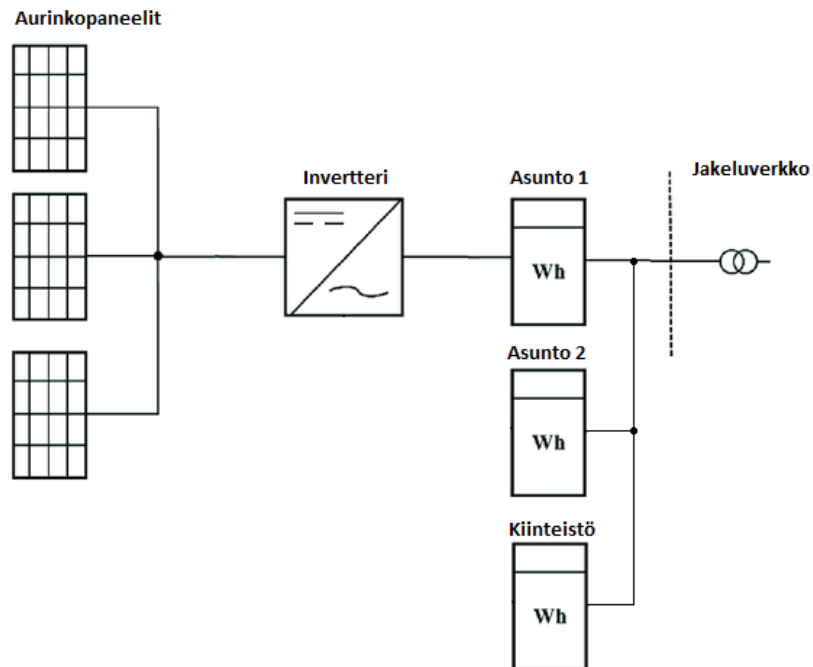 Aurinkopaneelit
Invertteri
Asunto 1
Jakeluverkko
Wh
Asunto 2
Wh
Kiinteistö
Wh